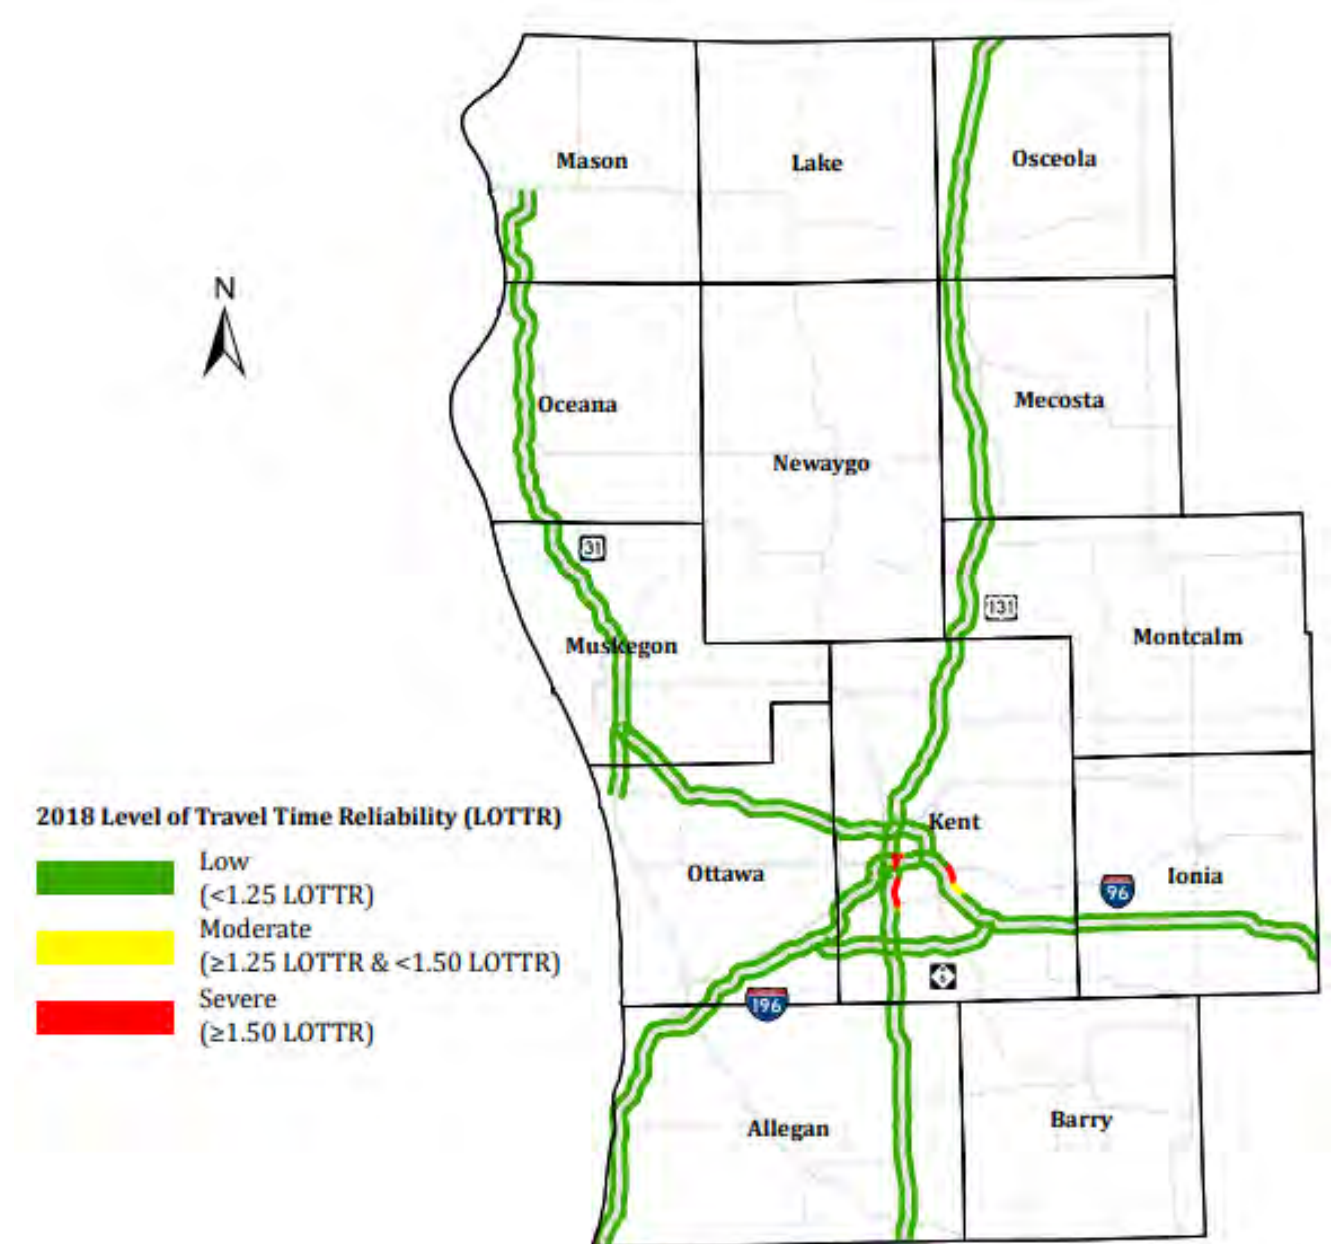 Mason
Lake
Osceola
N
Oceana
Mecosta
Newaygo
31
131
Muskegon
Montcalm
2018 Level of Travel Time Reliability (LOTTR)
Low
(<1.25 LOTTR)
Moderate
(≥1.25 LOTTR & <1.50 LOTTR)
Severe
(≥1.50 LOTTR)
Kent
Ottawa
Ionia
96
6
196
Allegan
Barry